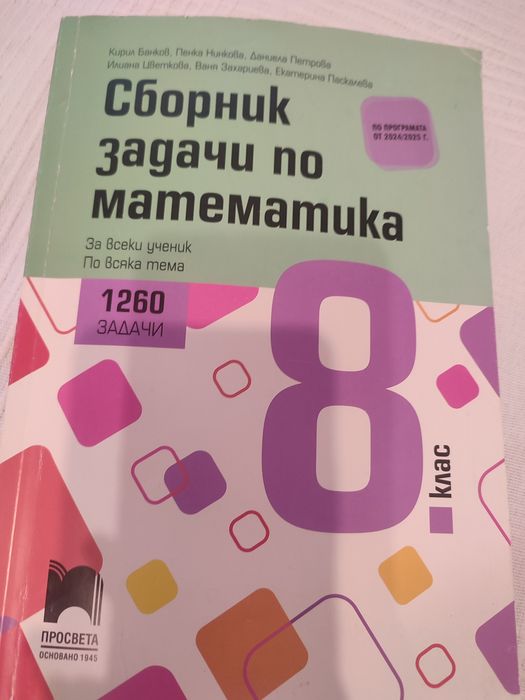 Кирил Банков, Пенка Нинкова, Даниела Петрова
Илиана Цветкова, Ваня Захариева, Екатерина Паскалева
Сборник
задачи по
математика
ПО ПРОГРАМАТА
ОТ 2024/2025 г.
За всеки ученик
По всяка тема
1260
ЗАДАЧИ
8.
клас
ПРОСВЕТА
ОСНОВАНО 1945